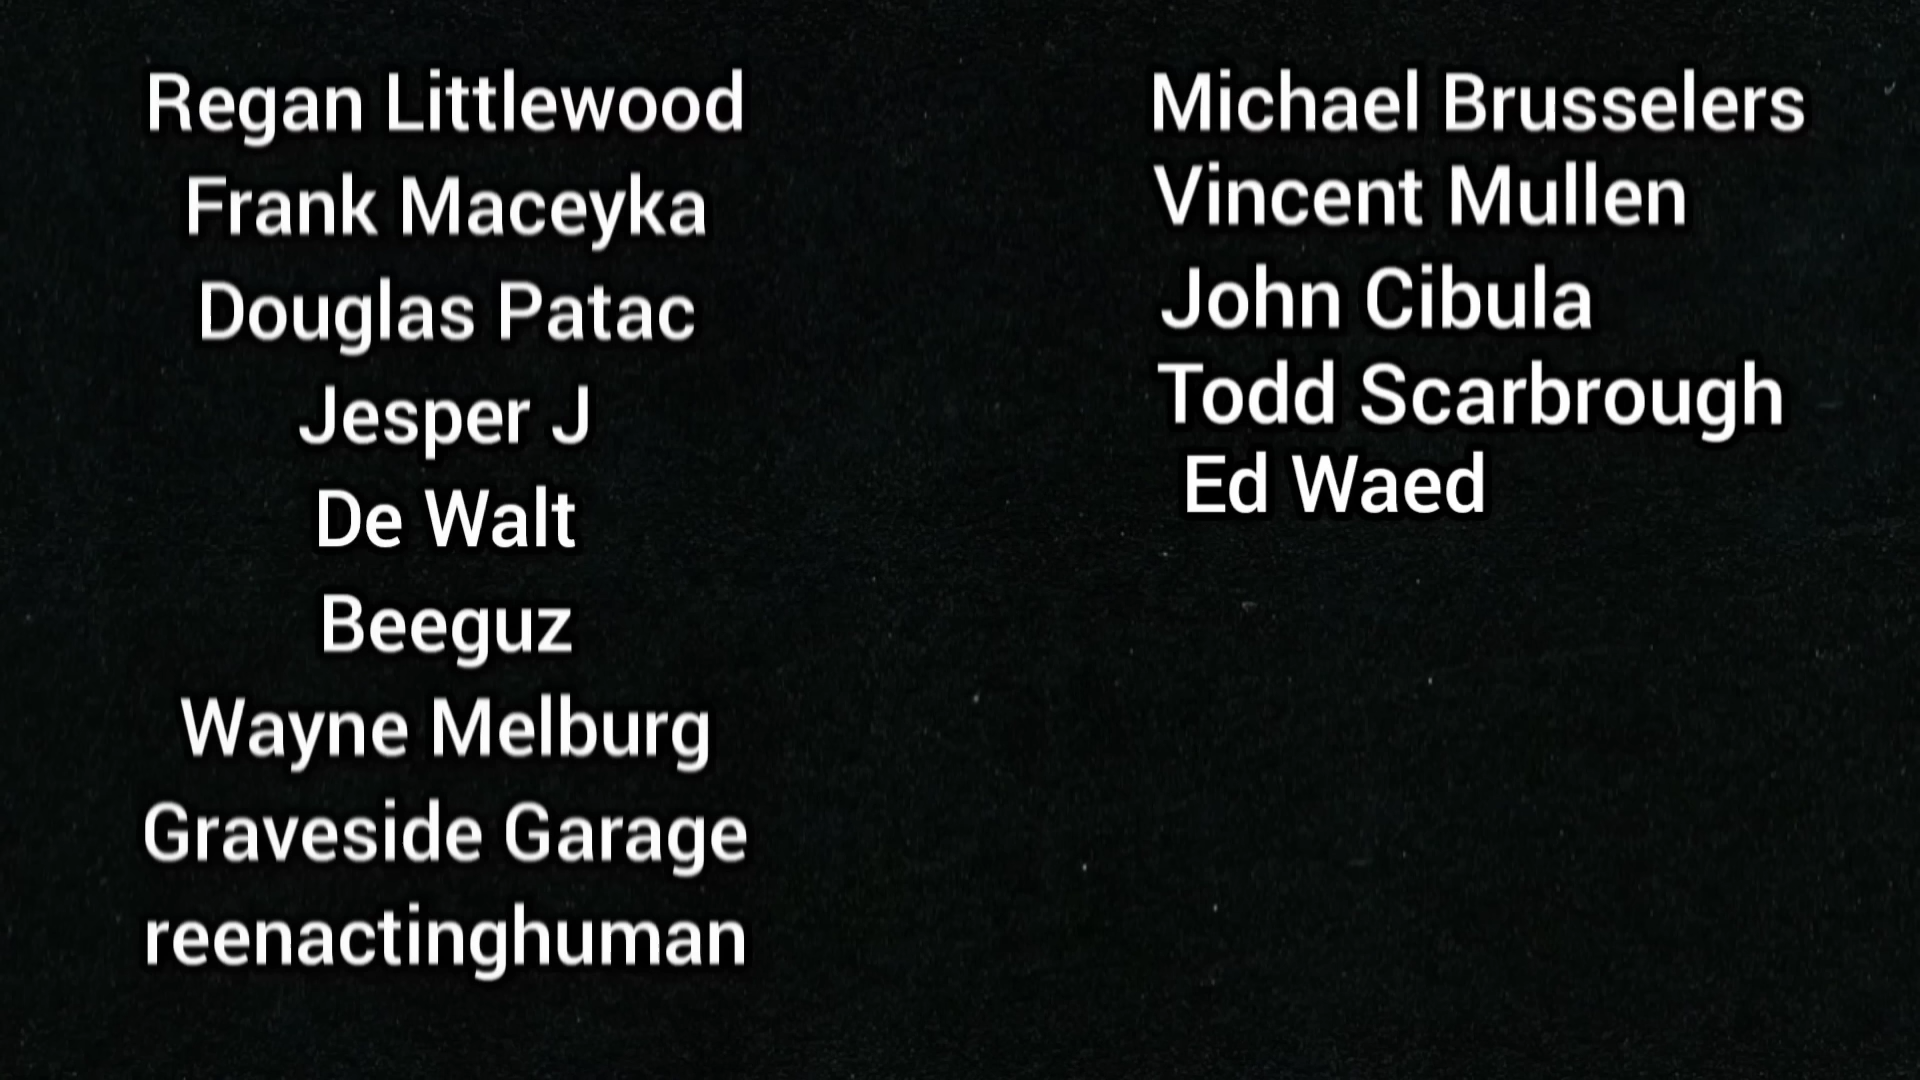 Regan Littlewood
Frank Maceyka
Douglas Patac
Jesper J
De Walt
Beeguz
Wayne Melburg
Graveside Garage
reenactinghuman
Michael Brusselers
Vincent Mullen
John Cibula
Todd Scarbrough
Ed Waed